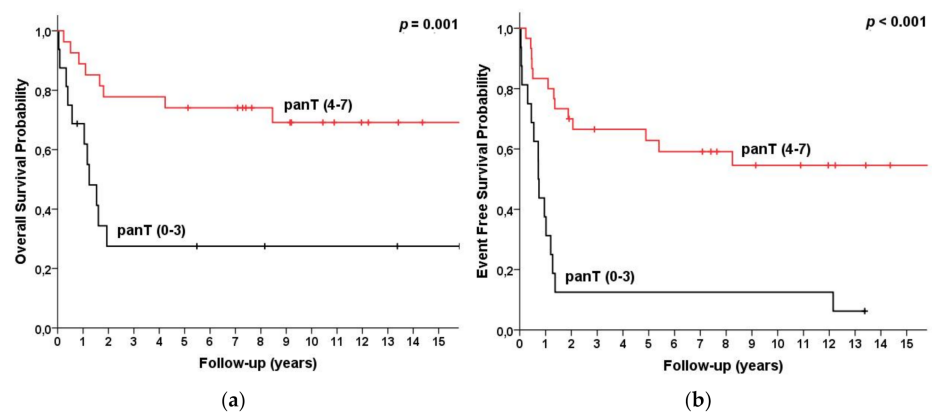 p = 0.001
1,0
0,8
0,6
0,4
0,2
0,0
Overall Survival Probability
panT (4-7)
panT (0-3)
0 1 2 3 4 5 6 7 8 9 10 11 12 13 14 15
Follow-up (years)
(a)
p < 0.001
1,0
0,8
0,6
0,4
0,2
0,0
Event Free Survival Probability
panT (4-7)
panT (0-3)
0 1 2 3 4 5 6 7 8 9 10 11 12 13 14 15
Follow-up (years)
(b)